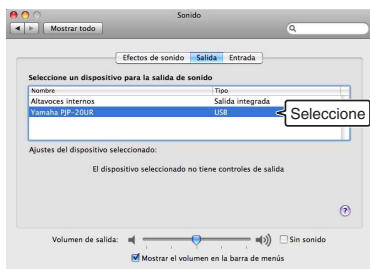 Sonido
Mostrar todo
Efectos de sonido Salida Entrada
Seleccione un dispositivo para la salida de sonido
Nombre Tipo
Altavoces internos Salida integrada
Yamaha PJP-20UR USB
Seleccione
Ajustes del dispositivo seleccionado:
El dispositivo seleccionado no tiene controles de salida
?
Volumen de salida: Sin sonido
Mostrar el volumen en la barra de menús